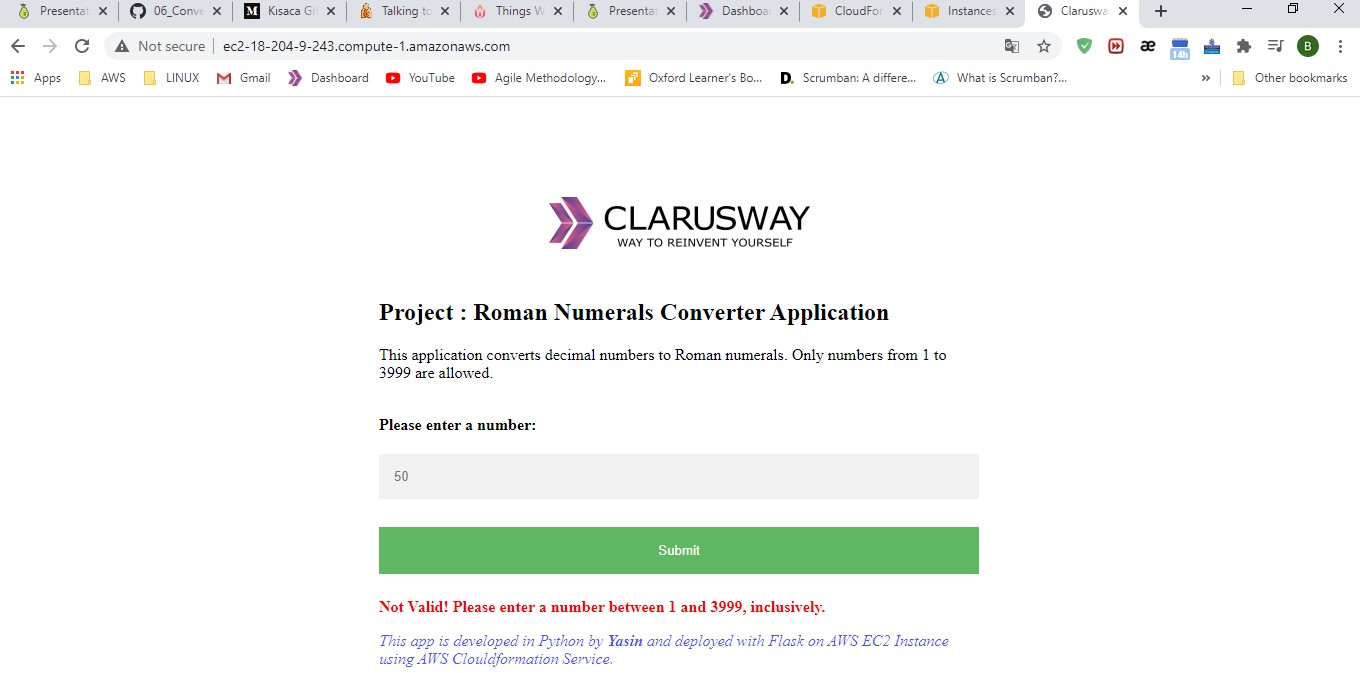 Presentat
06_Conve
M Kısaca Gi
Talking to
Things W
Presentat
Dashboa
CloudFor
Instances
Claruswa
Not secure ec2-18-204-9-243.compute-1.amazonaws.com
14h
B
Apps AWS LINUX Gmail Dashboard YouTube Agile Methodology... Oxford Learner's Bo... D. Scrumban: A differe... What is Scrumban?... » Other bookmarks
CLARUSWAY
WAY TO REINVENT YOURSELF
Project : Roman Numerals Converter Application
This application converts decimal numbers to Roman numerals. Only numbers from 1 to
3999 are allowed.
Please enter a number:
50
Submit
Not Valid! Please enter a number between 1 and 3999, inclusively.
This app is developed in Python by Yasin and deployed with Flask on AWS EC2 Instance
using AWS Clouldformation Service.